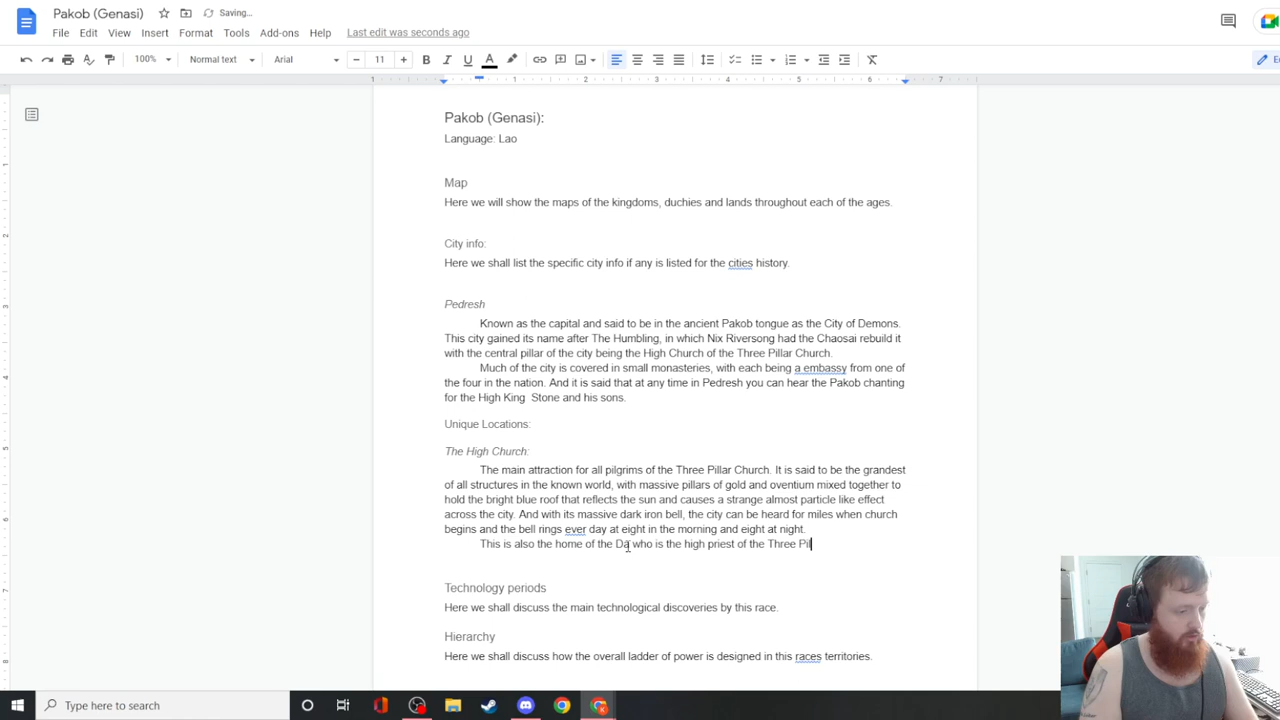 Pakob (Genasi) Saving...
File Edit View Insert Format Tools Add-ons Help Last edit was seconds ago
100% Normal text Arial 11
1 1 2 3 4 5 6 7
Pakob (Genasi):
Language: Lao
Map
Here we will show the maps of the kingdoms, duchies and lands throughout each of the ages.
City info:
Here we shall list the specific city info if any is listed for the cities history.
Pedresh
Known as the capital and said to be in the ancient Pakob tongue as the City of Demons.
This city gained its name after The Humbling, in which Nix Riversong had the Chaosai rebuild it
with the central pillar of the city being the High Church of the Three Pillar Church.
Much of the city is covered in small monasteries, with each being a embassy from one of
the four in the nation. And it is said that at any time in Pedresh you can hear the Pakob chanting
for the High King Stone and his sons.
Unique Locations:
The High Church:
The main attraction for all pilgrims of the Three Pillar Church. It is said to be the grandest
of all structures in the known world, with massive pillars of gold and oventium mixed together to
hold the bright blue roof that reflects the sun and causes a strange almost particle like effect
across the city. And with its massive dark iron bell, the city can be heard for miles when church
begins and the bell rings ever day at eight in the morning and eight at night.
This is also the home of the Da who is the high priest of the Three Pil
Technology periods
Here we shall discuss the main technological discoveries by this race.
Hierarchy
Here we shall discuss how the overall ladder of power is designed in this races territories.
Type here to search